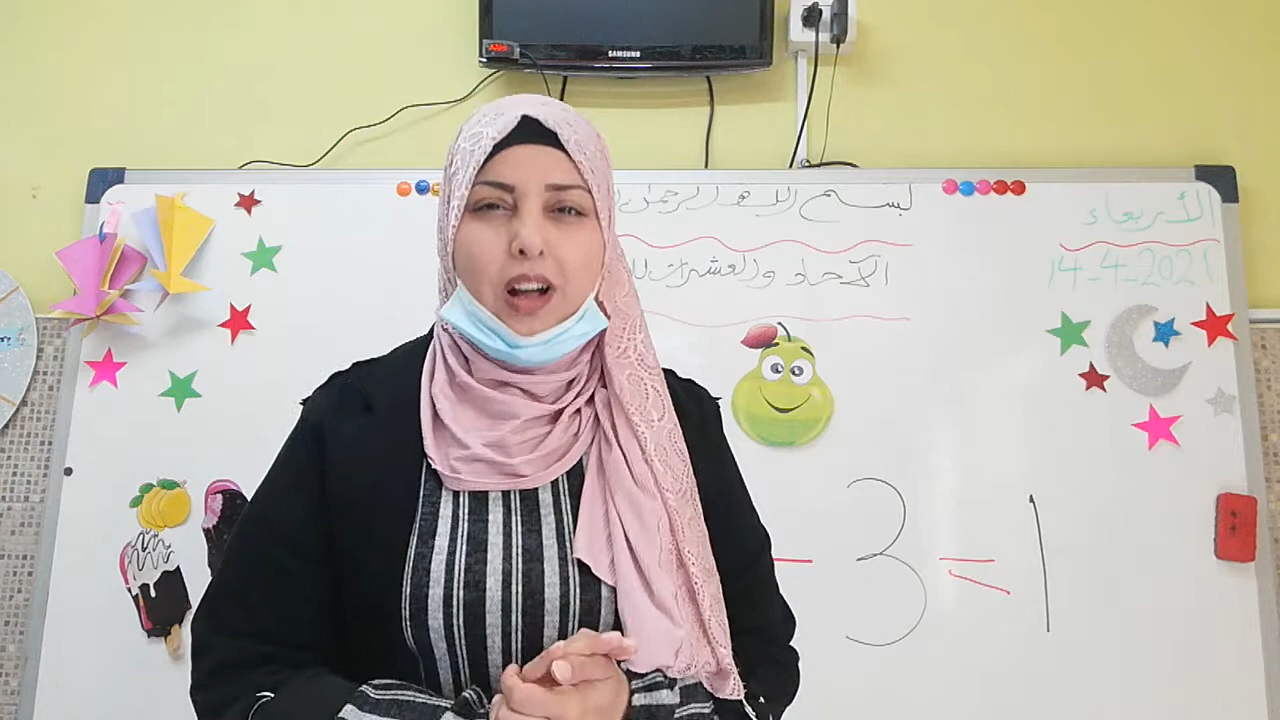 SAMSUNG
بسم الله الرحمن
الأربعاء
14-4-2021
الآحاد والعشرات
- 3 = 1